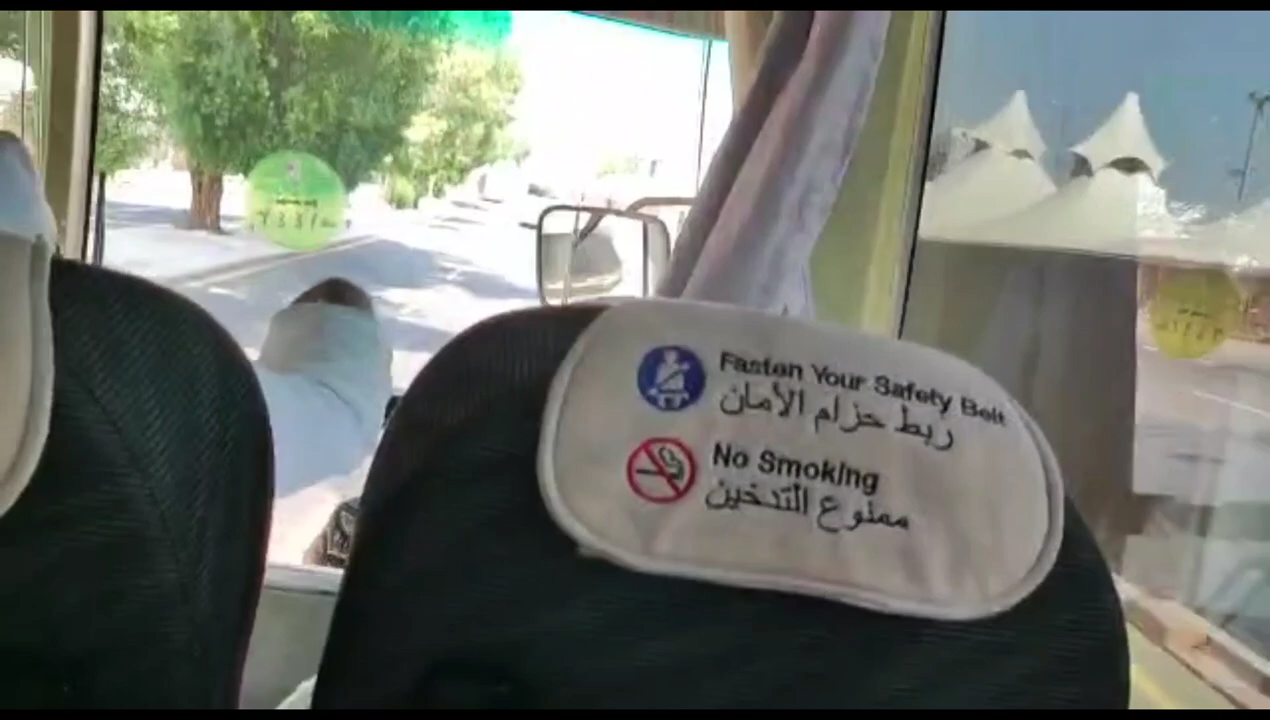 Fasten Your Safety Belt
ربط حزام الأمان
No Smoking
ممنوع التدخين